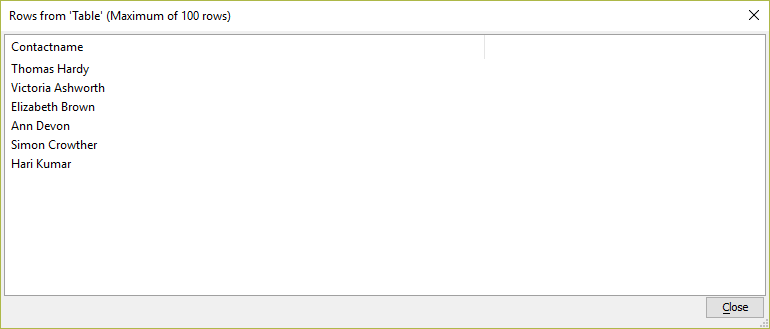 Rows from 'Table' (Maximum of 100 rows)
Contactname
Thomas Hardy
Victoria Ashworth
Elizabeth Brown
Ann Devon
Simon Crowther
Hari Kumar
Close